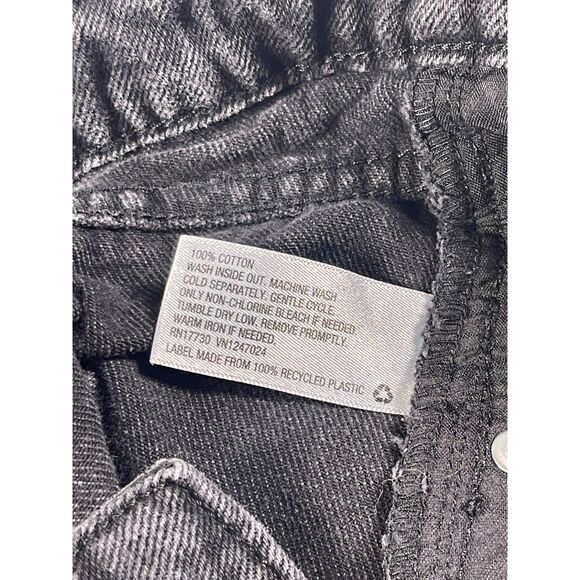 100% COTTON
WASH INSIDE OUT. MACHINE WASH
COLD SEPARATELY. GENTLE CYCLE.
ONLY NON-CHLORINE BLEACH IF NEEDED.
TUMBLE DRY LOW. REMOVE PROMPTLY.
WARM IRON IF NEEDED.
RN17730 VN1247024
LABEL MADE FROM 100% RECYCLED PLASTIC